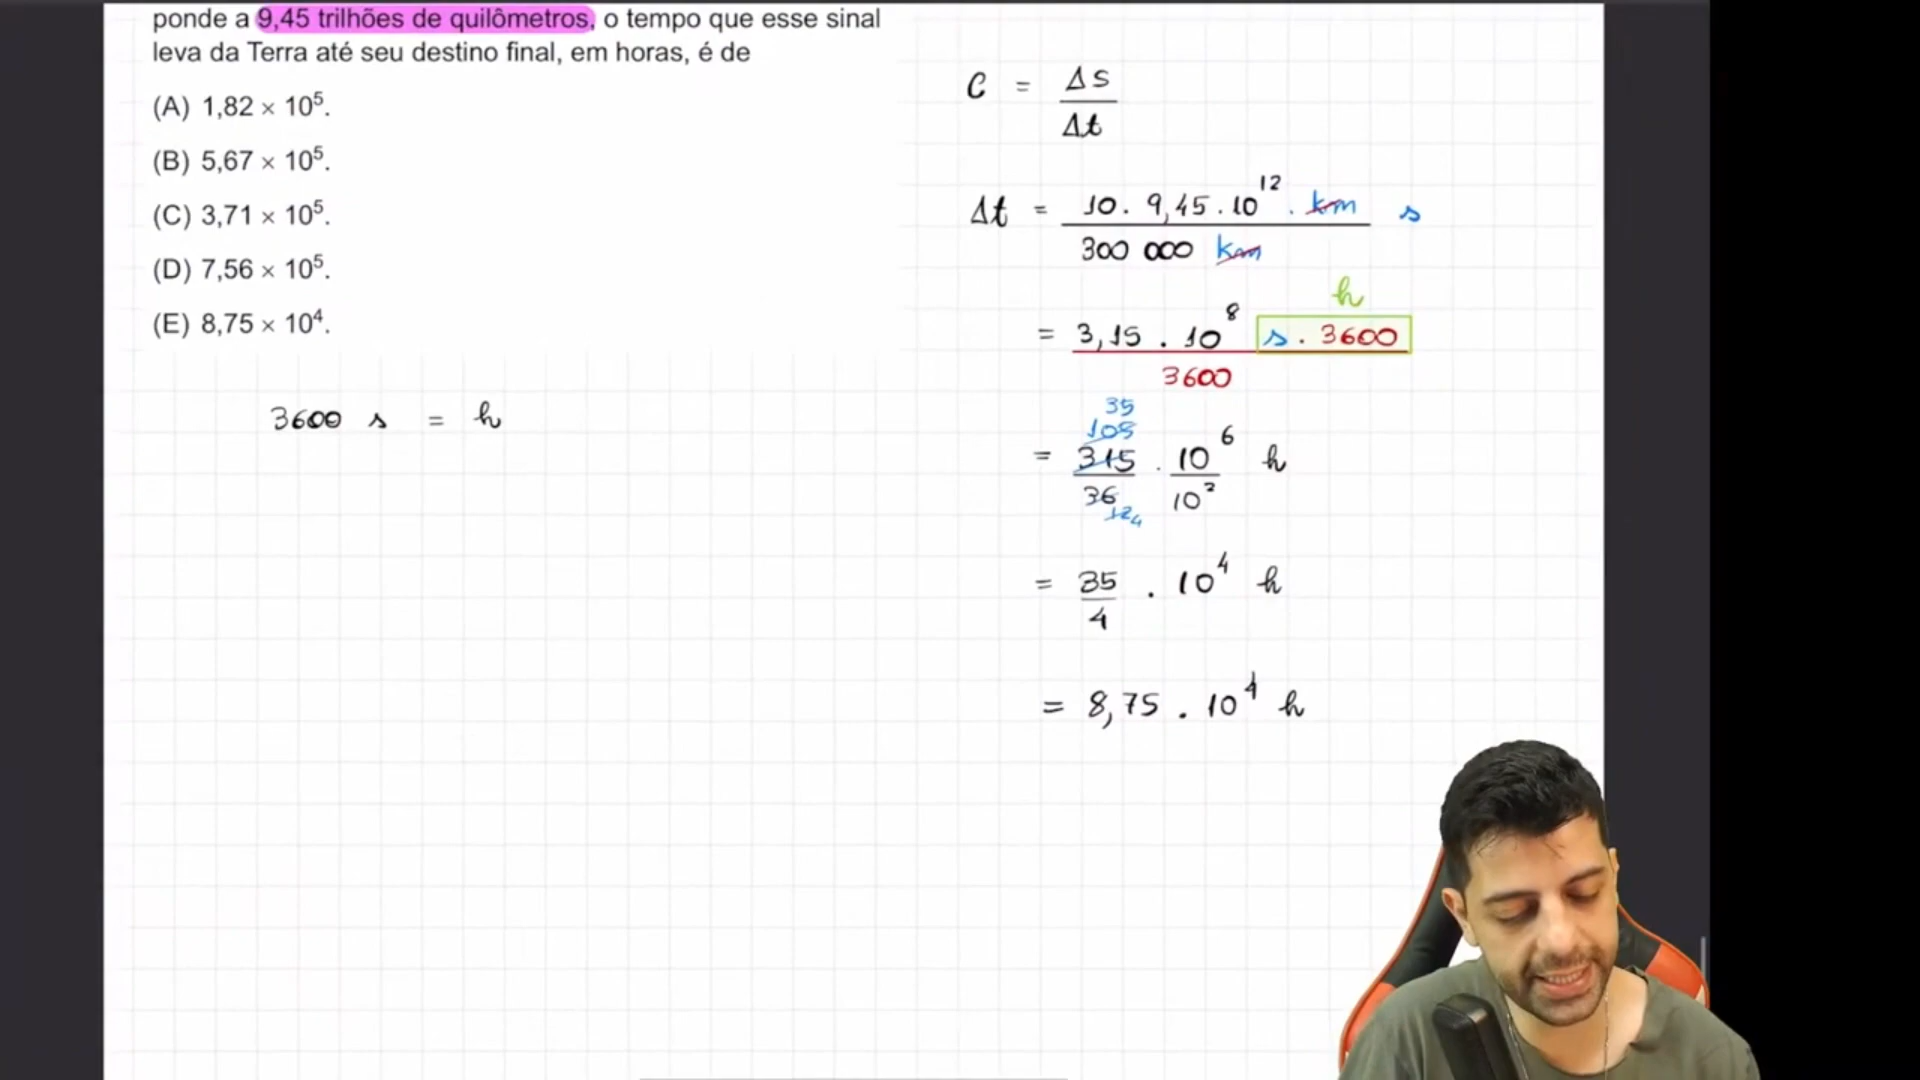 ponde a 9,45 trilhões de quilômetros, o tempo que esse sinal
leva da Terra até seu destino final, em horas, é de
(A) 1,82 × 10⁵.
(B) 5,67 × 10⁵.
(C) 3,71 × 10⁵.
(D) 7,56 × 10⁵.
(E) 8,75 × 10⁴.
3600 s = h
C = Δs
Δt
Δt = 10 . 9,45 . 10¹² . km s
300 000 km
h
= 3,15 . 10⁸ s . 3600
3600
35
105
= 315 . 10⁶ h
36 10²
12 4
= 35 . 10⁴ h
4
= 8,75 . 10⁴ h